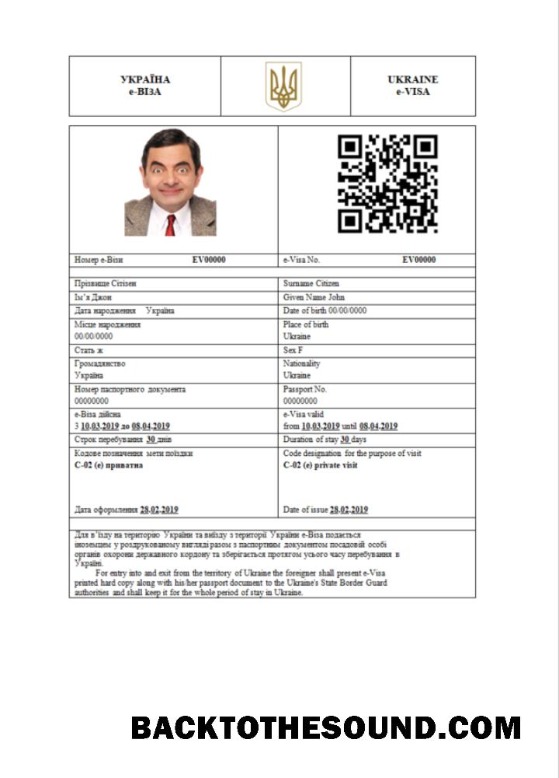 УКРАЇНА
е-ВІЗА
UKRAINE
e-VISA
Номер е-Візи EV00000
e-Visa No. EV00000
Прізвище Сітізен
Surname Citizen
Ім'я Джон
Given Name John
Дата народження Україна
Date of birth 00/00/0000
Місце народження
00/00/0000
Place of birth
Ukraine
Стать ж
Sex F
Громадянство
Україна
Nationality
Ukraine
Номер паспортного документа
00000000
Passport No.
00000000
е-Віза дійсна
З 10.03.2019 до 08.04.2019
e-Visa valid
from 10.03.2019 until 08.04.2019
Строк перебування 30 днів
Duration of stay 30 days
Кодове позначення мети поїздки
С-02 (е) приватна
Code designation for the purpose of visit
C-02 (e) private visit
Дата оформлення 28.02.2019
Date of issue 28.02.2019
Для в'їзду на територію України та виїзду з території України е-Віза подається
іноземцем у роздрукованому вигляді разом з паспортним документом посадовій особі
органів охорони державного кордону та зберігається протягом усього часу перебування в
Україні.
For entry into and exit from the territory of Ukraine the foreigner shall present e-Visa
printed hard copy along with his/her passport document to the Ukraine's State Border Guard
authorities and shall keep it for the whole period of stay in Ukraine.
BACKTOTHESOUND.COM